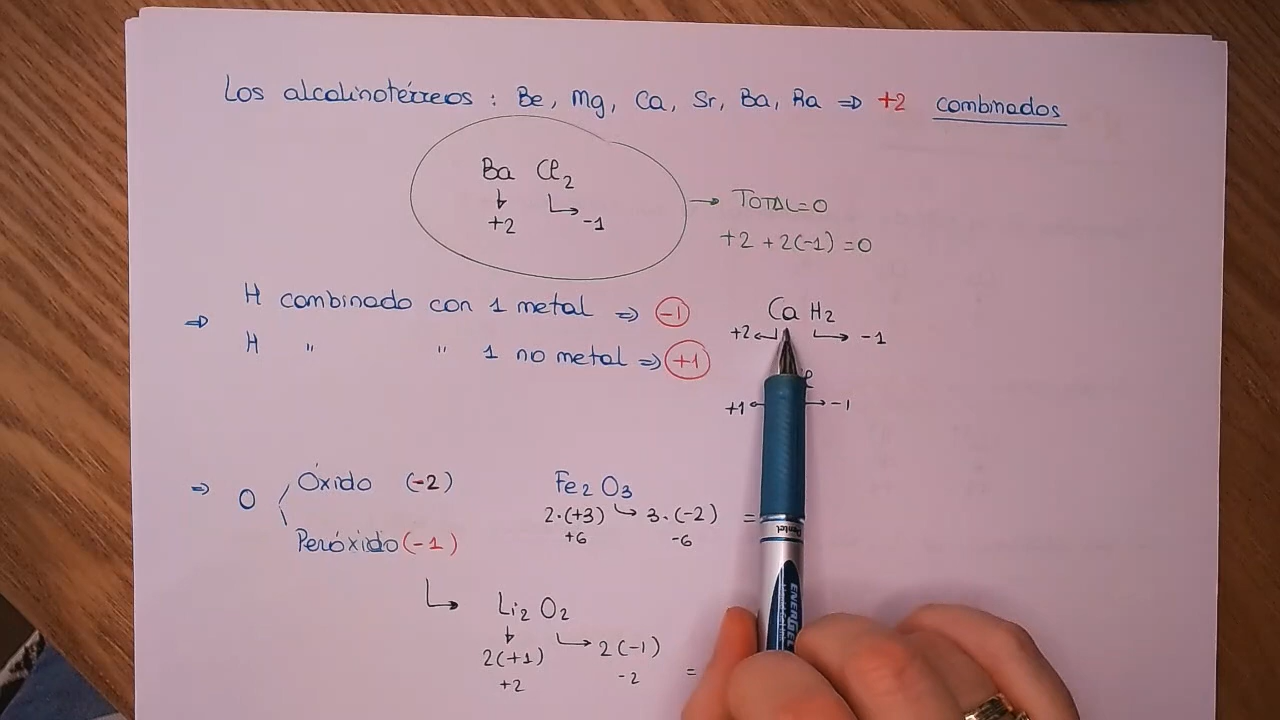 Los alcalinotérreos : Be, Mg, Ca, Sr, Ba, Ra ⇒ +2 combinados
Ba Cl2
+2 -1
→ TOTAL=0
+2 + 2(-1) = 0
⇒ H combinado con 1 metal ⇒ -1
H " " 1 no metal ⇒ +1
Ca H2
+2 -1
+1 -1
⇒ O
Óxido (-2)
Peróxido (-1)
Fe2 O3
2·(+3) → 3·(-2) =
+6 -6
Li2 O2
2(+1) → 2(-1)
+2 -2 =
Pentel
ENERGEL